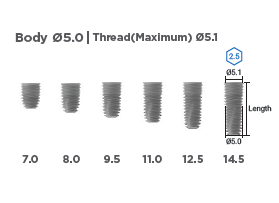 Body Ø5.0 | Thread(Maximum) Ø5.1
2.5
Ø5.1
Length
Ø5.0
7.0 8.0 9.5 11.0 12.5 14.5